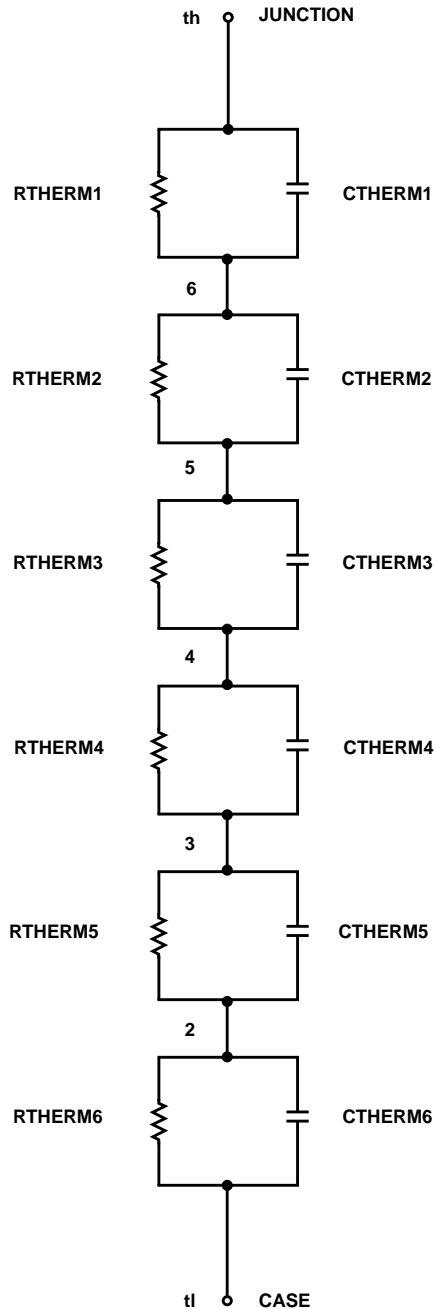 th JUNCTION
RTHERM1 CTHERM1
6
RTHERM2 CTHERM2
5
RTHERM3 CTHERM3
4
RTHERM4 CTHERM4
3
RTHERM5 CTHERM5
2
RTHERM6 CTHERM6
tl CASE